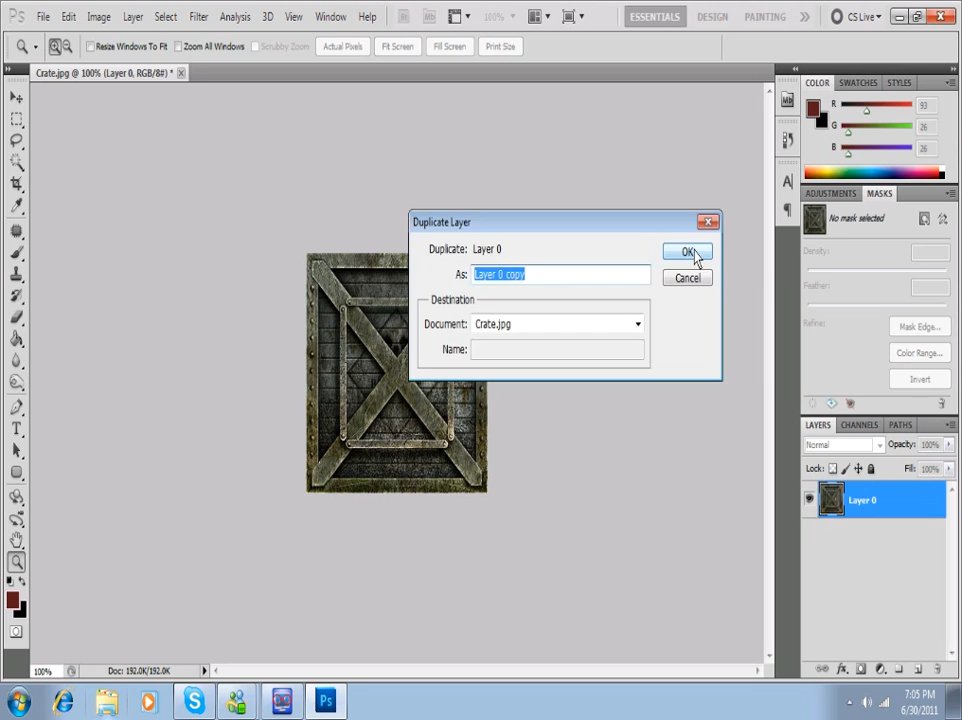 Ps File Edit Image Layer Select Filter Analysis 3D View Window Help Br Mb 100% ESSENTIALS DESIGN PAINTING CS Live
Resize Windows To Fit Zoom All Windows Scrubby Zoom Actual Pixels Fit Screen Fill Screen Print Size
Crate.jpg @ 100% (Layer 0, RGB/8#) * x
COLOR SWATCHES STYLES
Mb R 93
G 26
B 26
ADJUSTMENTS MASKS
No mask selected
Density:
Feather:
Refine: Mask Edge...
Color Range...
Invert
Duplicate Layer
Duplicate: Layer 0 OK
As: Layer 0 copy Cancel
Destination
Document: Crate.jpg
Name:
LAYERS CHANNELS PATHS
Normal Opacity: 100%
Lock: Fill: 100%
Layer 0
100% Doc: 192.0K/192.0K
Ps 7:05 PM
6/30/2011